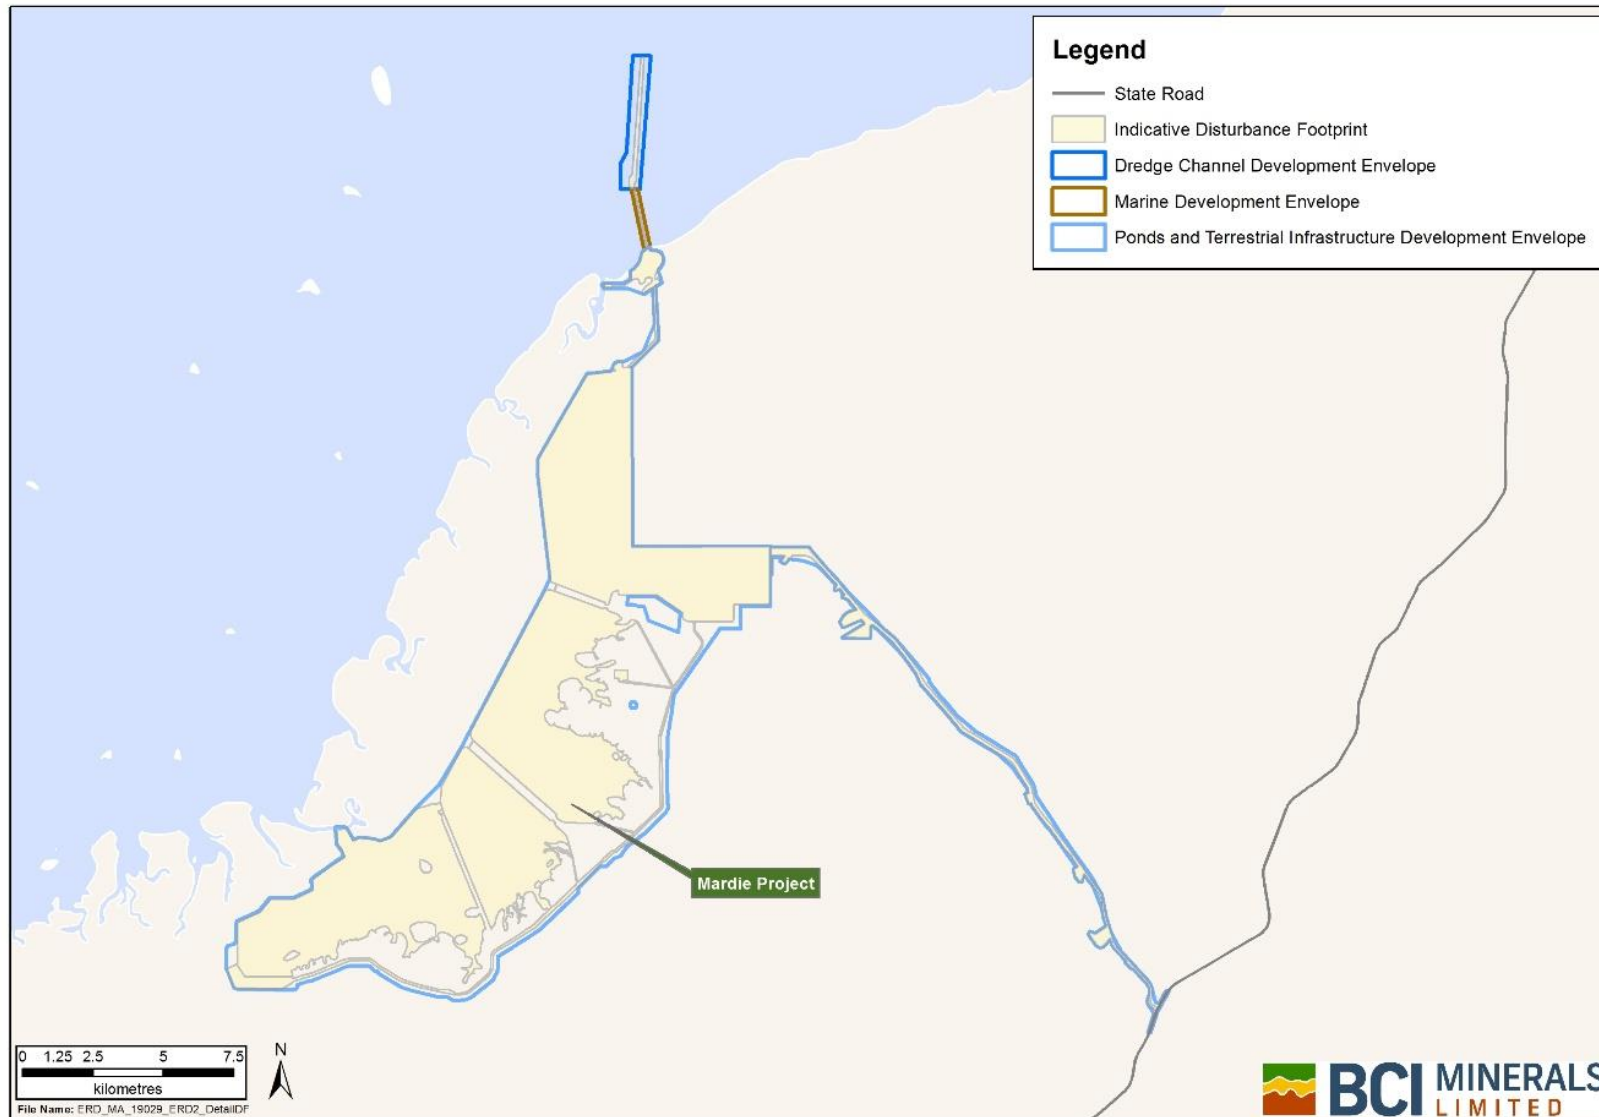 Legend
State Road
Indicative Disturbance Footprint
Dredge Channel Development Envelope
Marine Development Envelope
Ponds and Terrestrial Infrastructure Development Envelope
Mardie Project
0 1.25 2.5 5 7.5
kilometres
N
File Name: ERD_MA_19029_ERD2_DetailDF
BCI MINERALS
LIMITED